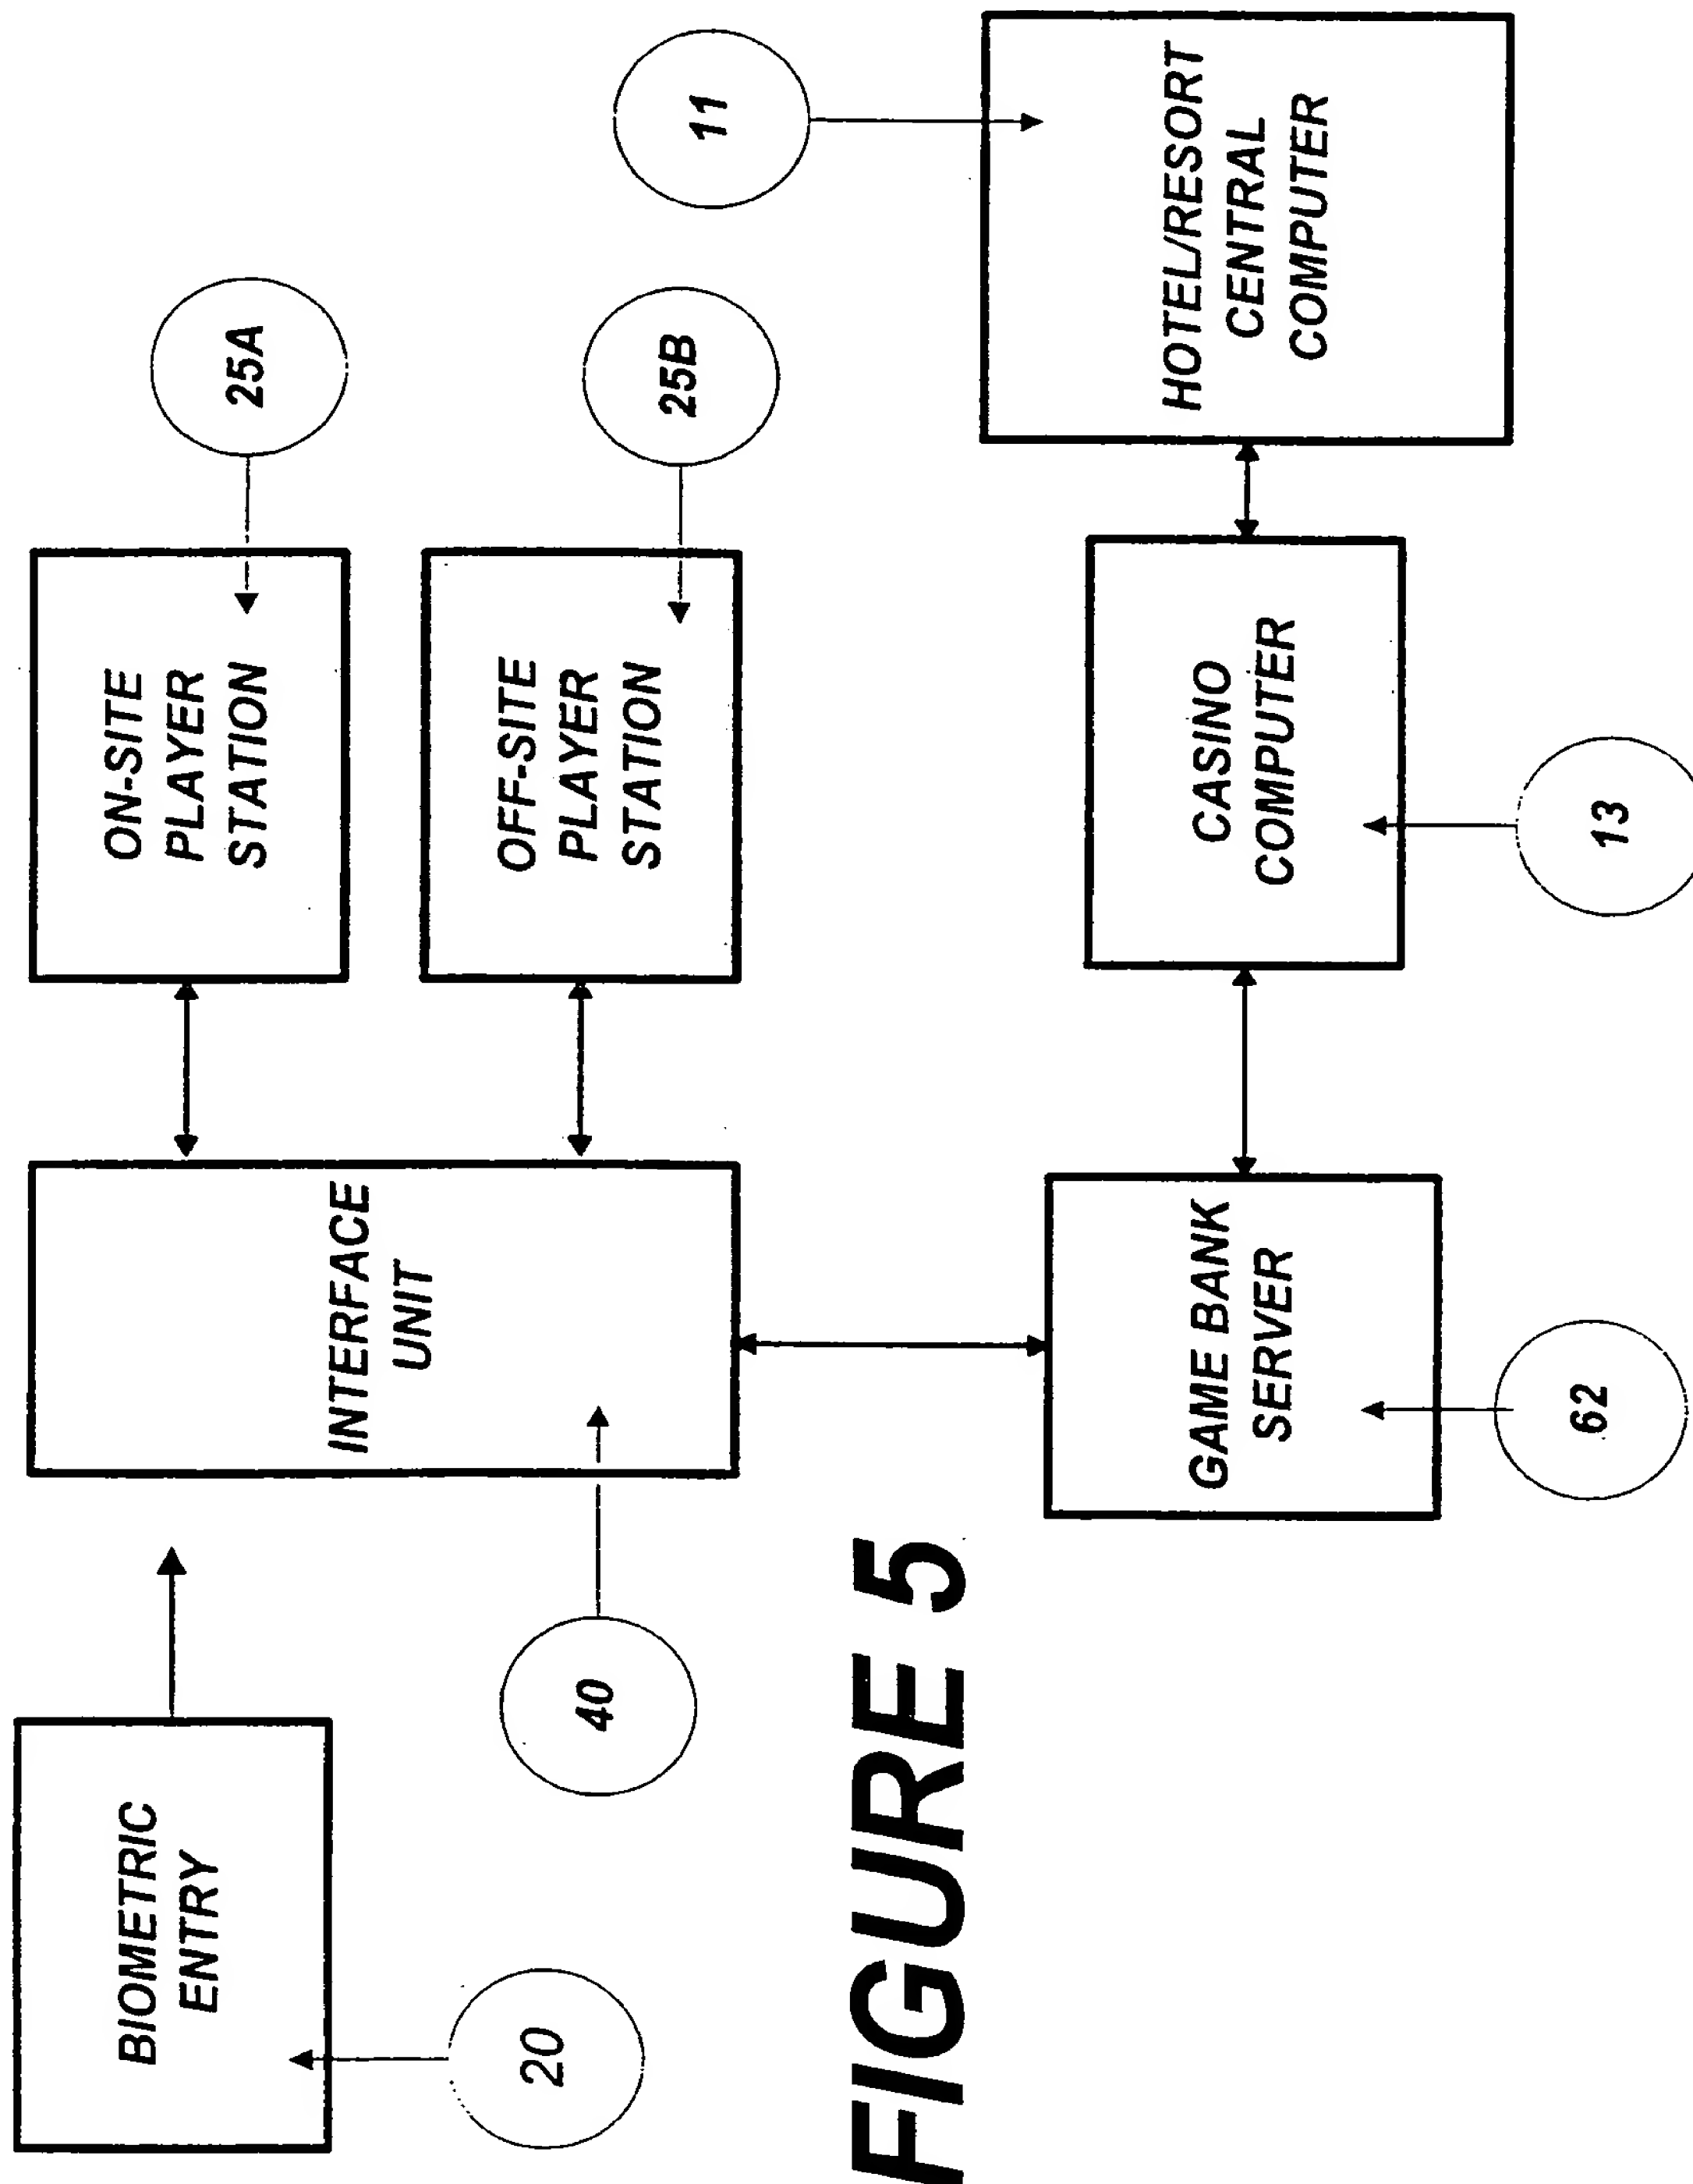 BIOMETRIC
ENTRY
20
INTERFACE
UNIT
40
ON-SITE
PLAYER
STATION
25A
OFF-SITE
PLAYER
STATION
25B
GAME BANK
SERVER
62
CASINO
COMPUTER
13
HOTEL/RESORT
CENTRAL
COMPUTER
11
FIGURE 5